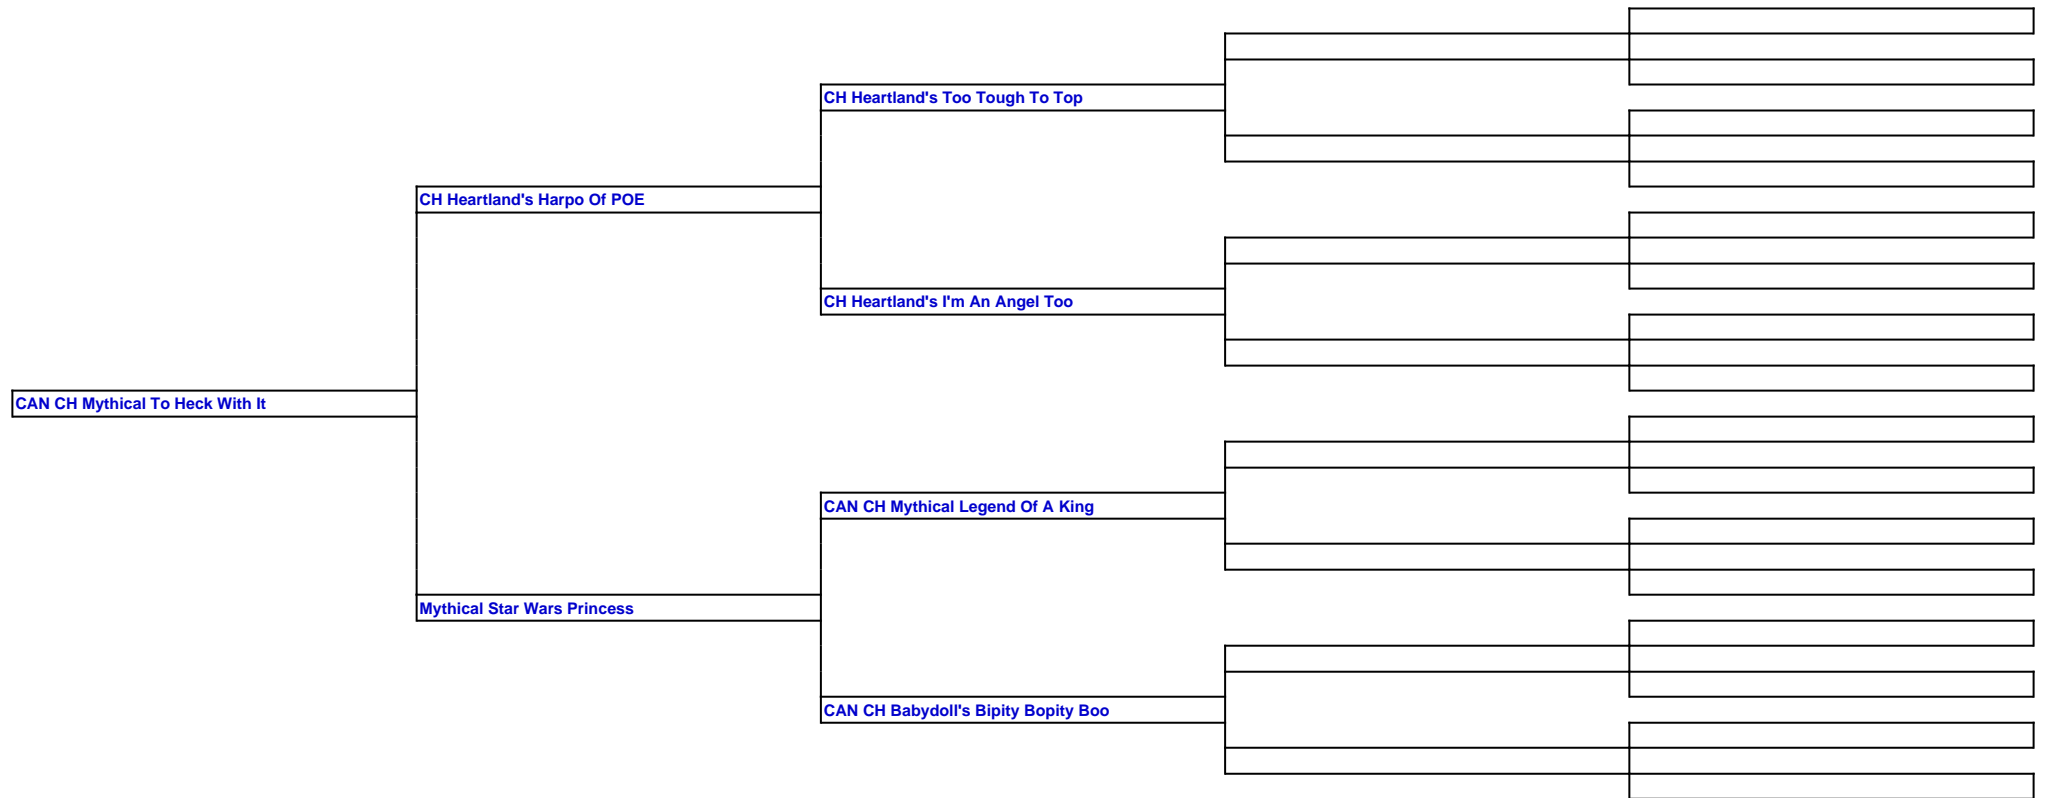 CH Heartland's Too Tough To Top
CH Heartland's Harpo Of POE
CH Heartland's I'm An Angel Too
CAN CH Mythical To Heck With It
CAN CH Mythical Legend Of A King
Mythical Star Wars Princess
CAN CH Babydoll's Bipity Bopity Boo